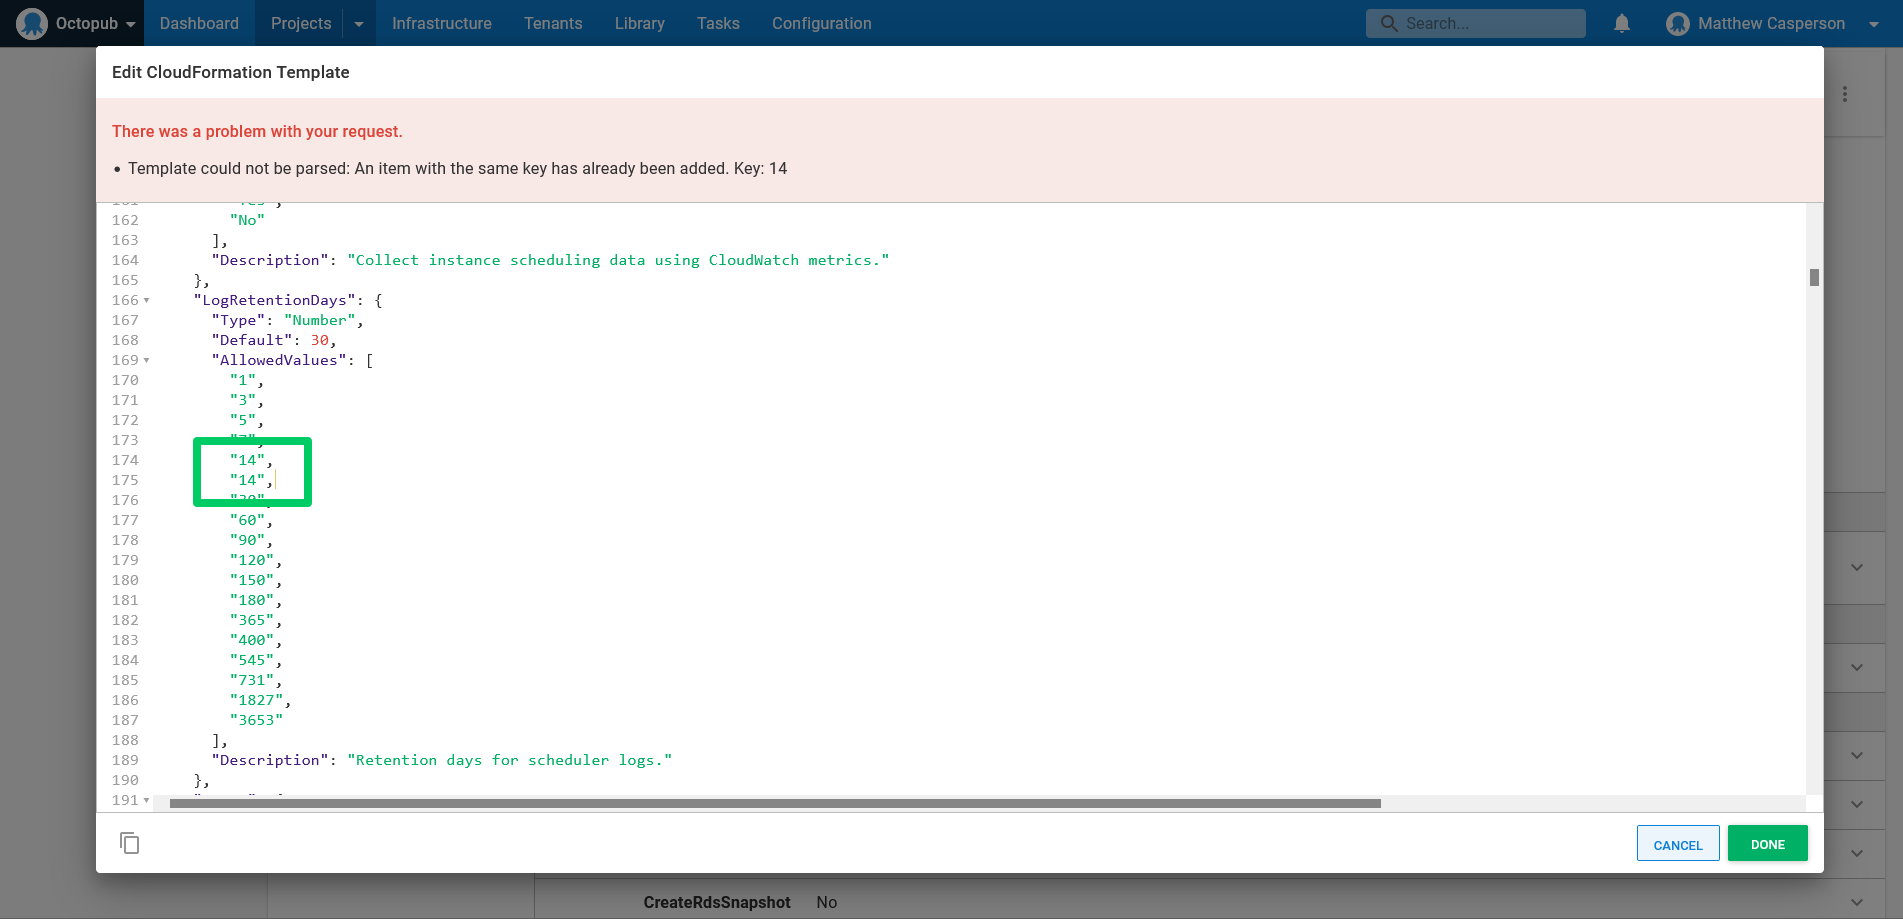 Octopub Dashboard Projects Infrastructure Tenants Library Tasks Configuration Search... Matthew Casperson
Edit CloudFormation Template
There was a problem with your request.
• Template could not be parsed: An item with the same key has already been added. Key: 14
162 "No"
163 ],
164 "Description": "Collect instance scheduling data using CloudWatch metrics."
165 },
166 "LogRetentionDays": {
167 "Type": "Number",
168 "Default": 30,
169 "AllowedValues": [
170 "1",
171 "3",
172 "5",
173 "7",
174 "14",
175 "14",
176 "30",
177 "60",
178 "90",
179 "120",
180 "150",
181 "180",
182 "365",
183 "400",
184 "545",
185 "731",
186 "1827",
187 "3653"
188 ],
189 "Description": "Retention days for scheduler logs."
190 },
191
CANCEL DONE
CreateRdsSnapshot No